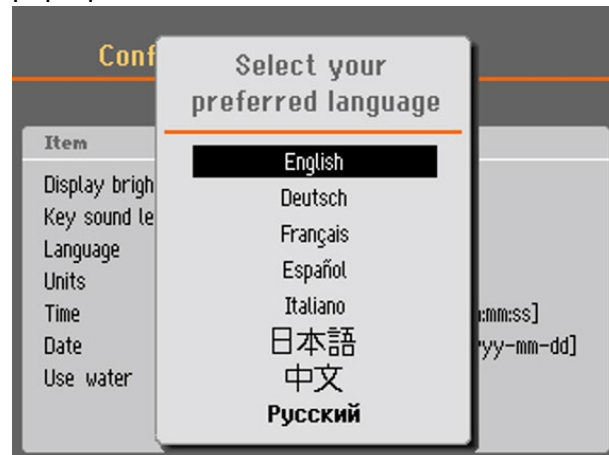 Conf
Select your
preferred language
English
Deutsch
Français
Español
Italiano
日本語
中文
Русский
Item
Display brigh
Key sound le
Language
Units
Time
:mm:ss]
Date
yy-mm-dd]
Use water